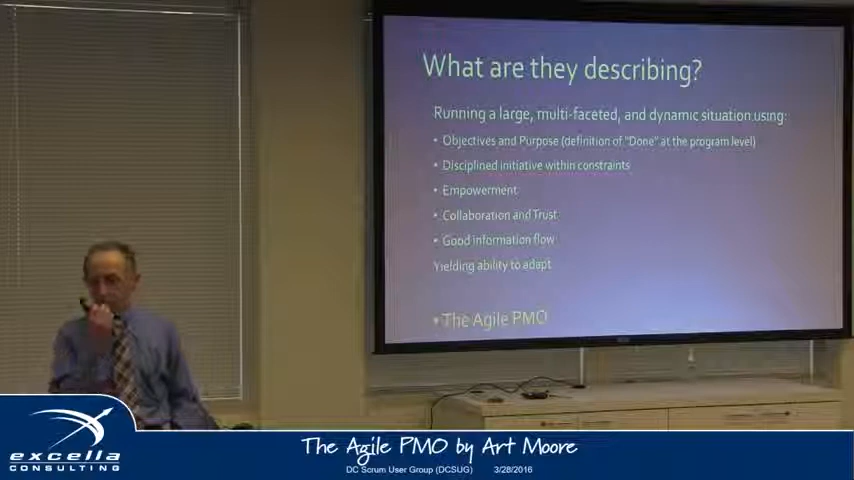 What are they describing?
Running a large, multi-faceted, and dynamic situation using:
• Objectives and Purpose (definition of "Done" at the program level)
• Disciplined initiative within constraints
• Empowerment
• Collaboration and Trust
• Good information flow
Yielding ability to adapt
• The Agile PMO
excella
CONSULTING
The Agile PMO by Art Moore
DC Scrum User Group (DCSUG) 3/28/2016